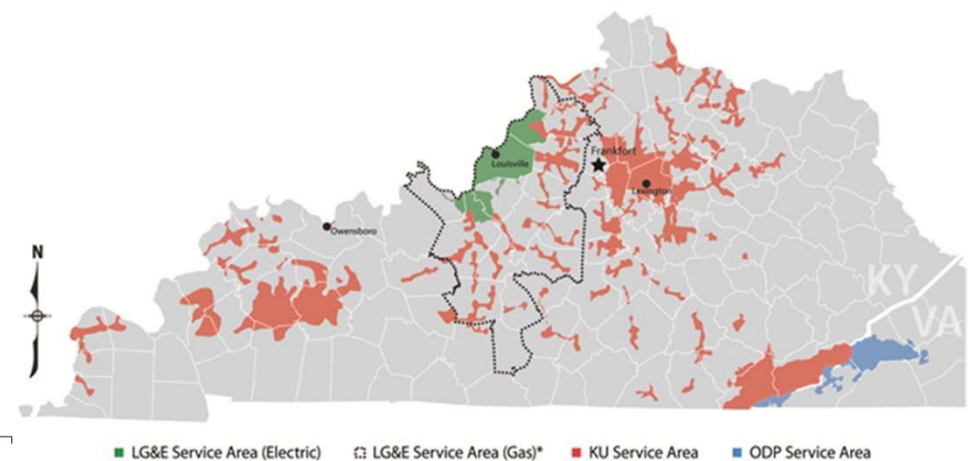 Frankfort
Louisville
Lexington
Owensboro
N
KY
VA
LG&E Service Area (Electric)
LG&E Service Area (Gas)*
KU Service Area
ODP Service Area